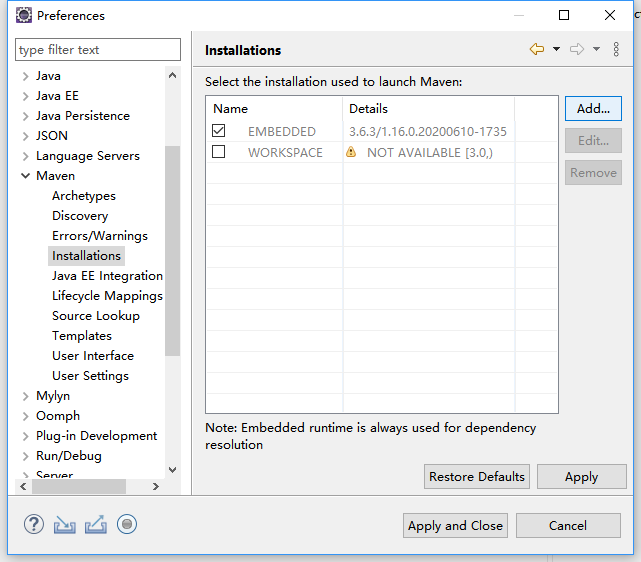 Preferences
type filter text
Java
Java EE
Java Persistence
JSON
Language Servers
Maven
Archetypes
Discovery
Errors/Warnings
Installations
Java EE Integration
Lifecycle Mappings
Source Lookup
Templates
User Interface
User Settings
Mylyn
Oomph
Plug-in Development
Run/Debug
Server
Installations
Select the installation used to launch Maven:
Name Details
EMBEDDED 3.6.3/1.16.0.20200610-1735
WORKSPACE NOT AVAILABLE [3.0,)
Add...
Edit...
Remove
Note: Embedded runtime is always used for dependency
resolution
Restore Defaults Apply
Apply and Close Cancel